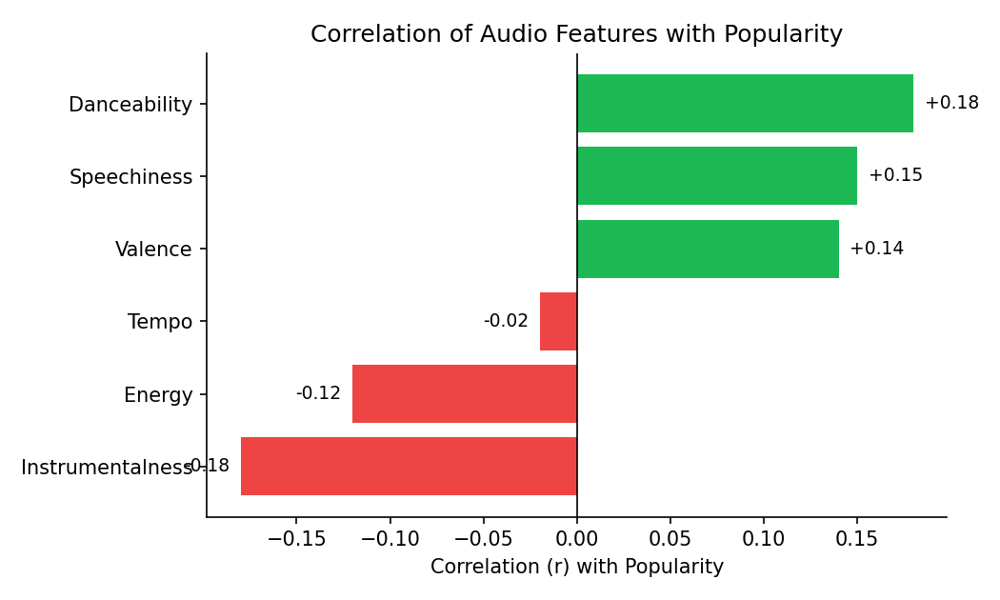 Correlation of Audio Features with Popularity
Danceability
+0.18
Speechiness
+0.15
Valence
+0.14
Tempo
-0.02
Energy
-0.12
Instrumentalness
-0.18
−0.15 −0.10 −0.05 0.00 0.05 0.10 0.15
Correlation (r) with Popularity